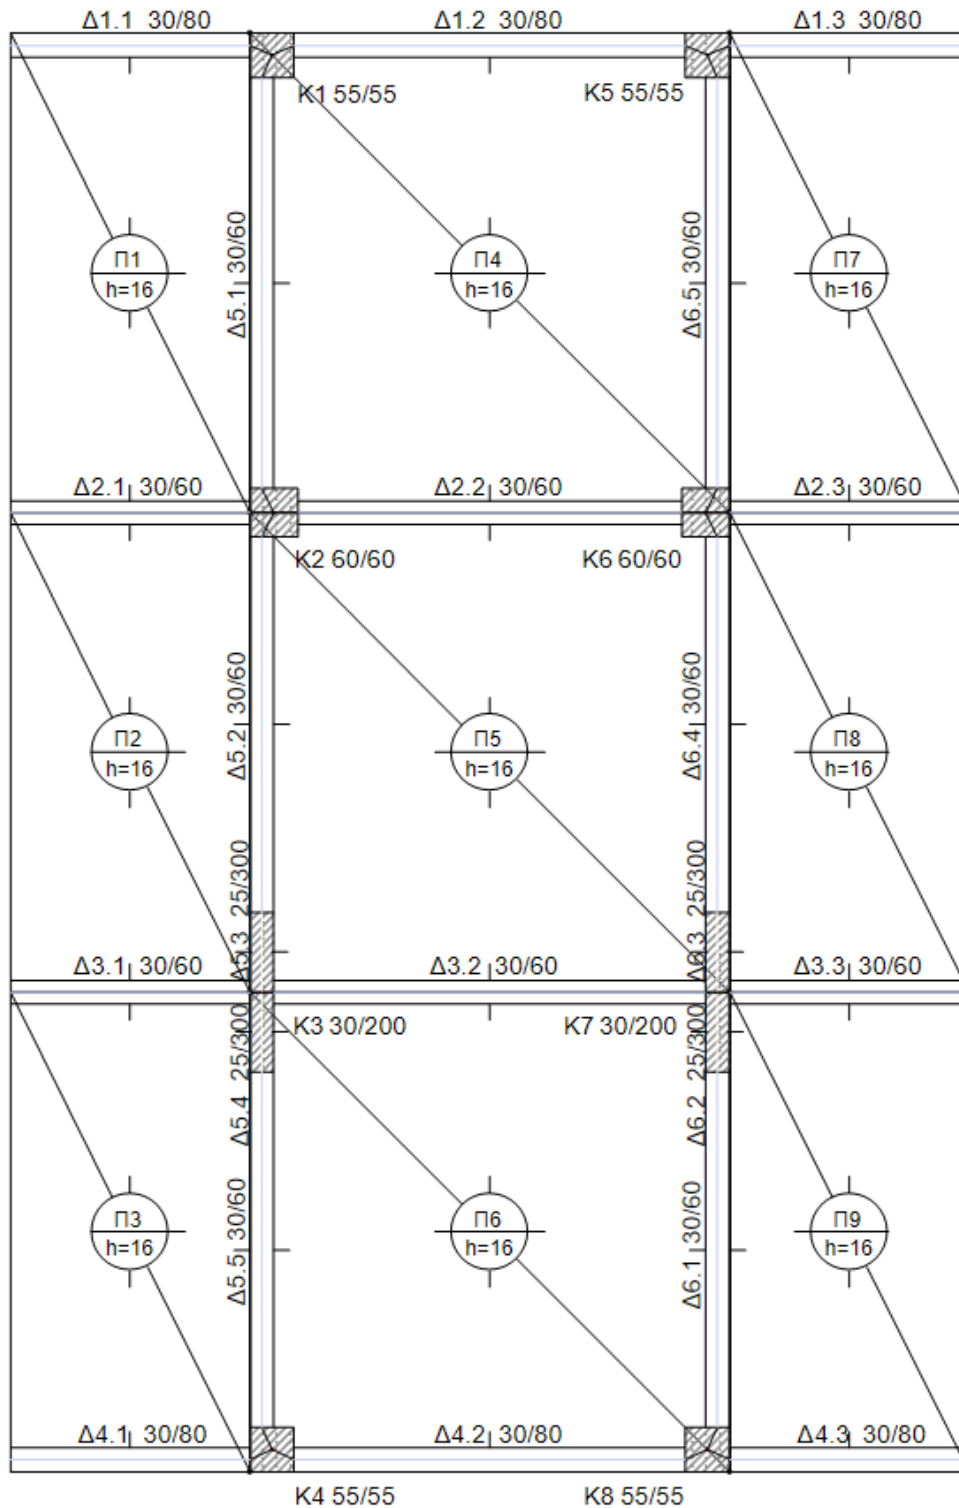 Δ1.1 30/80
Δ1.2 30/80
Δ1.3 30/80
K1 55/55
K5 55/55
Δ5.1 30/60
Δ6.5 30/60
Π1
h=16
Π4
h=16
Π7
h=16
Δ2.1 30/60
Δ2.2 30/60
Δ2.3 30/60
K2 60/60
K6 60/60
Δ5.2 30/60
Δ6.4 30/60
Π2
h=16
Π5
h=16
Π8
h=16
Δ5.3 25/300
Δ6.3 25/300
Δ3.1 30/60
Δ3.2 30/60
Δ3.3 30/60
K3 30/200
K7 30/200
Δ5.4 25/300
Δ6.2 25/300
Π3
h=16
Π6
h=16
Π9
h=16
Δ5.5 30/60
Δ6.1 30/60
Δ4.1 30/80
Δ4.2 30/80
Δ4.3 30/80
K4 55/55
K8 55/55